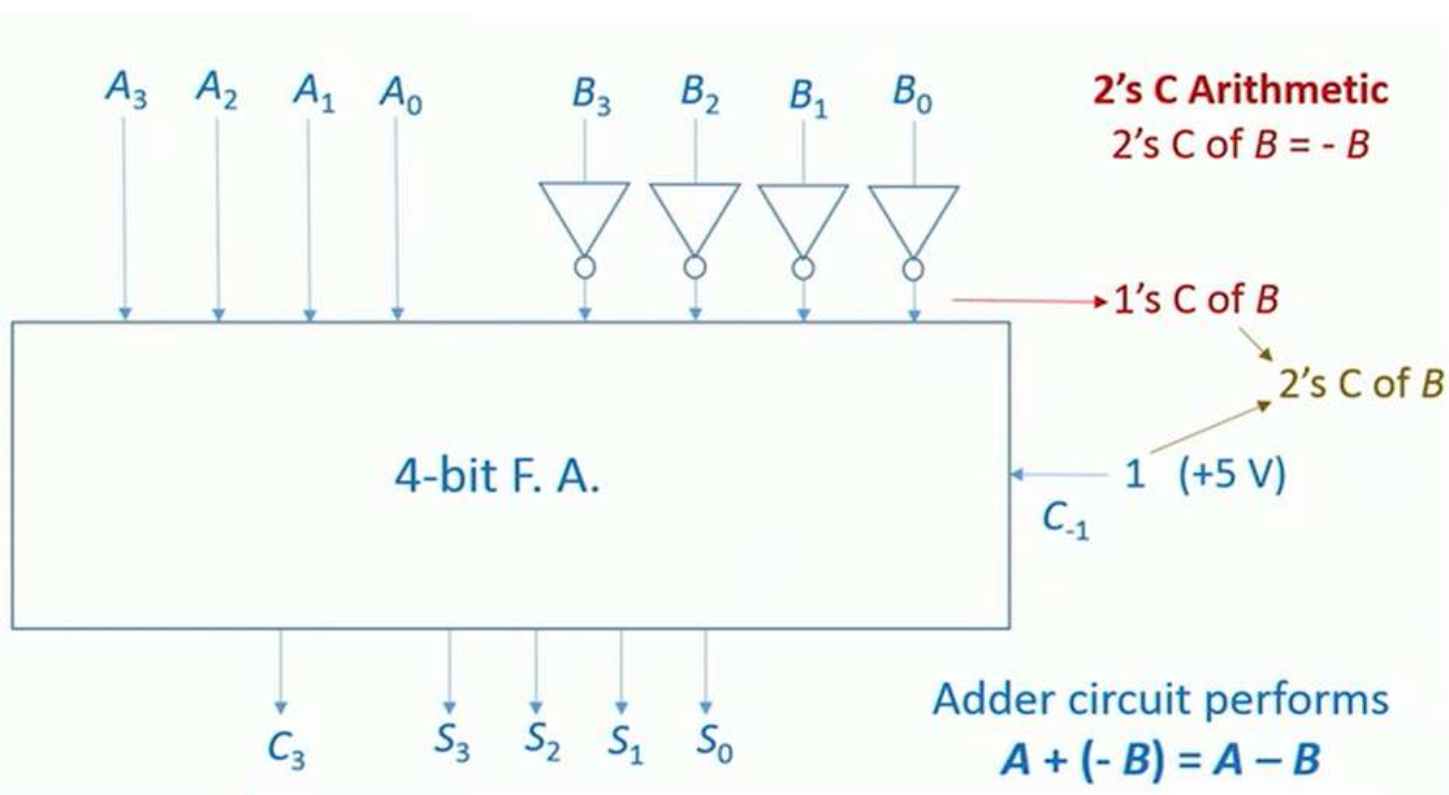 A₃ A₂ A₁ A₀ B₃ B₂ B₁ B₀
2's C Arithmetic
2's C of B = - B
1's C of B
2's C of B
4-bit F. A.
1 (+5 V)
C₋₁
C₃ S₃ S₂ S₁ S₀
Adder circuit performs
A + (- B) = A – B